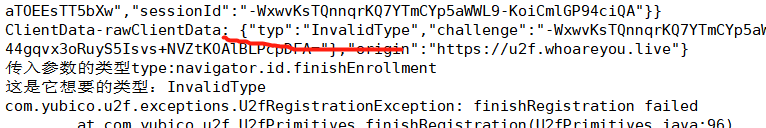 aTOEEsTT5bXw","sessionId":"-WxwvKsTQnnqrKQ7YTmCYp5aWWL9-KoiCmlGP94ciQA"}}
ClientData-rawClientData: {"typ":"InvalidType","challenge":"-WxwvKsTQnnqrKQ7YTmCYp5aW
44gqvx3oRuyS5Isvs+NVZtKOAlBLPcpDFA="},"origin":"https://u2f.whoareyou.live"}
传入参数的类型type:navigator.id.finishEnrollment
这是它想要的类型：InvalidType
com.yubico.u2f.exceptions.U2fRegistrationException: finishRegistration failed
at com.yubico.u2f.U2fPrimitives.finishRegistration(U2fPrimitives.java:96)